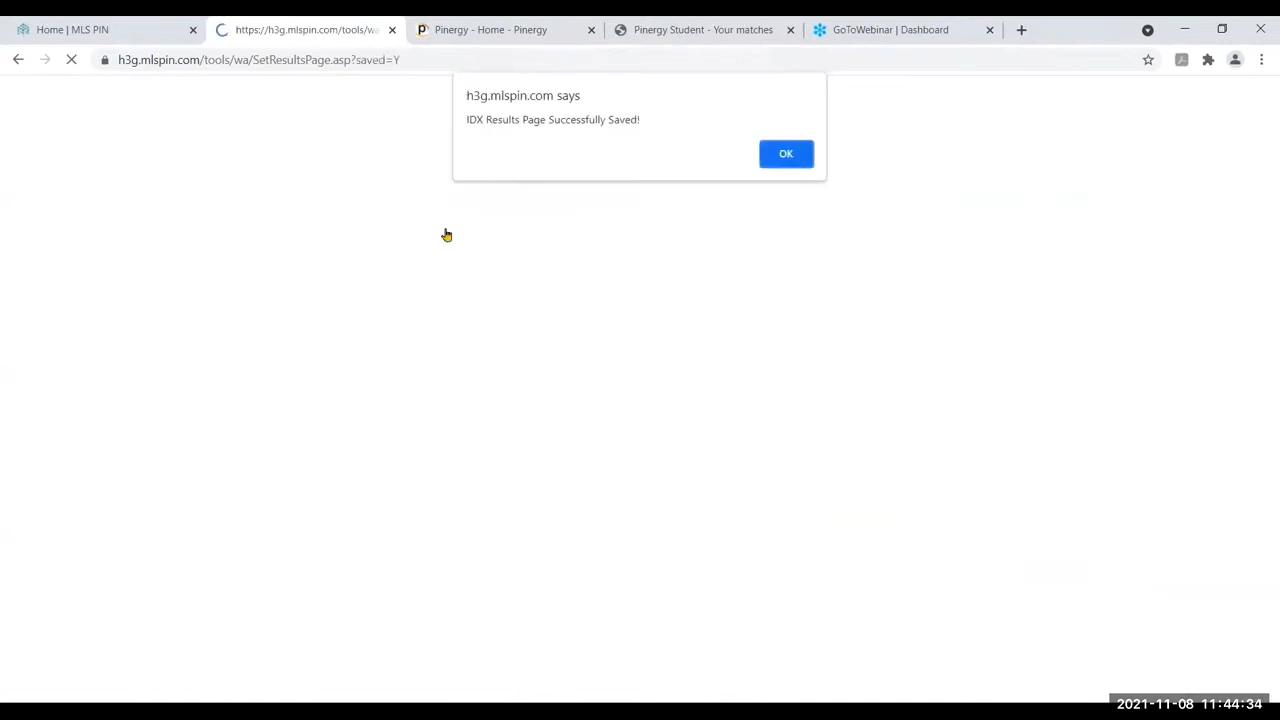 Home | MLS PIN
https://h3g.mlspin.com/tools/wa
Pinergy - Home - Pinergy
Pinergy Student - Your matches
GoToWebinar | Dashboard
h3g.mlspin.com/tools/wa/SetResultsPage.asp?saved=Y
h3g.mlspin.com says
IDX Results Page Successfully Saved!
OK
2021-11-08 11:44:34